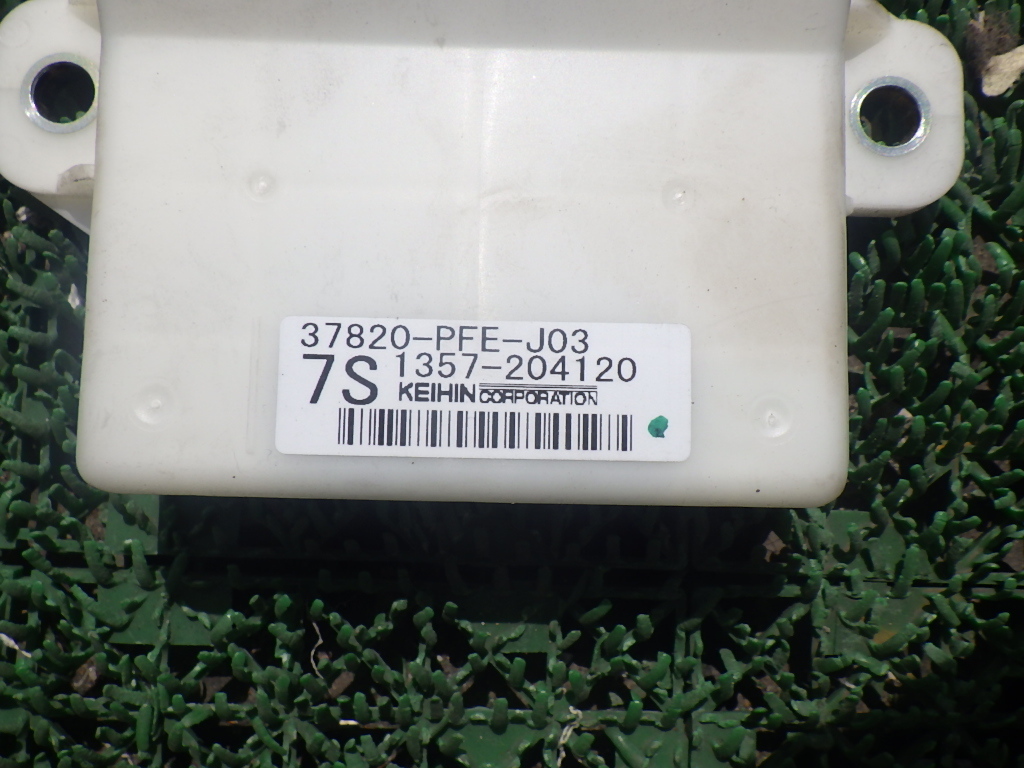 37820-PFE-J03
7S 1357-204120
KEIHIN CORPORATION